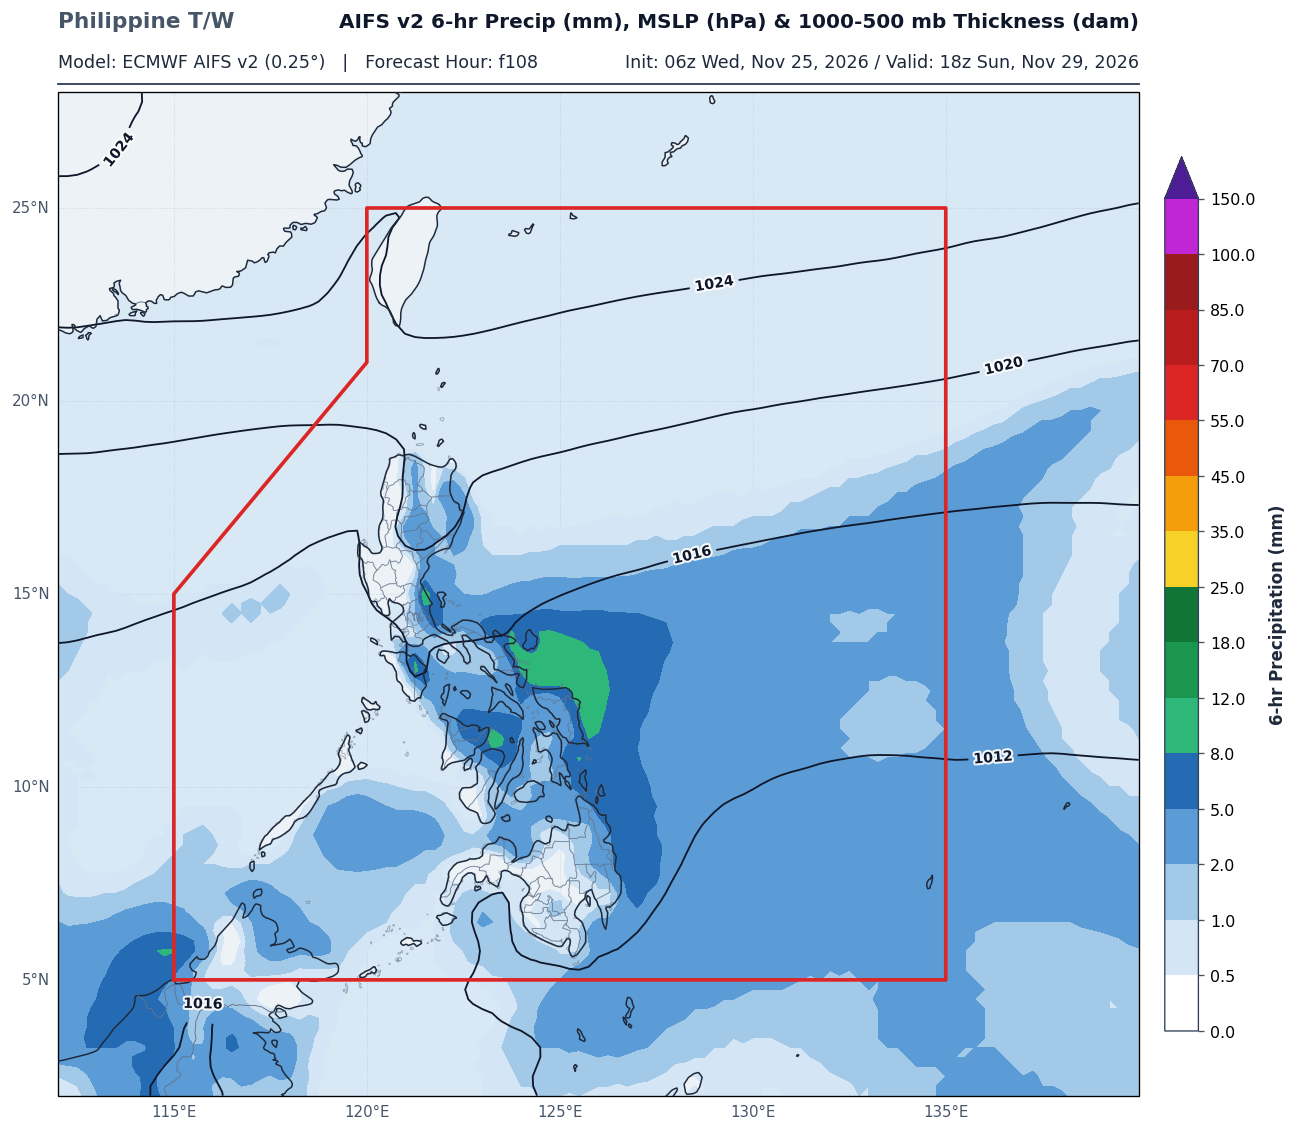 Philippine T/W
AIFS v2 6-hr Precip (mm), MSLP (hPa) & 1000-500 mb Thickness (dam)
Model: ECMWF AIFS v2 (0.25°) | Forecast Hour: f108
Init: 06z Wed, Nov 25, 2026 / Valid: 18z Sun, Nov 29, 2026
1024
25°N
1024
1020
20°N
1016
15°N
1012
10°N
5°N
1016
115°E
120°E
125°E
130°E
135°E
150.0
100.0
85.0
70.0
55.0
45.0
35.0
25.0
18.0
12.0
8.0
5.0
2.0
1.0
0.5
0.0
6-hr Precipitation (mm)